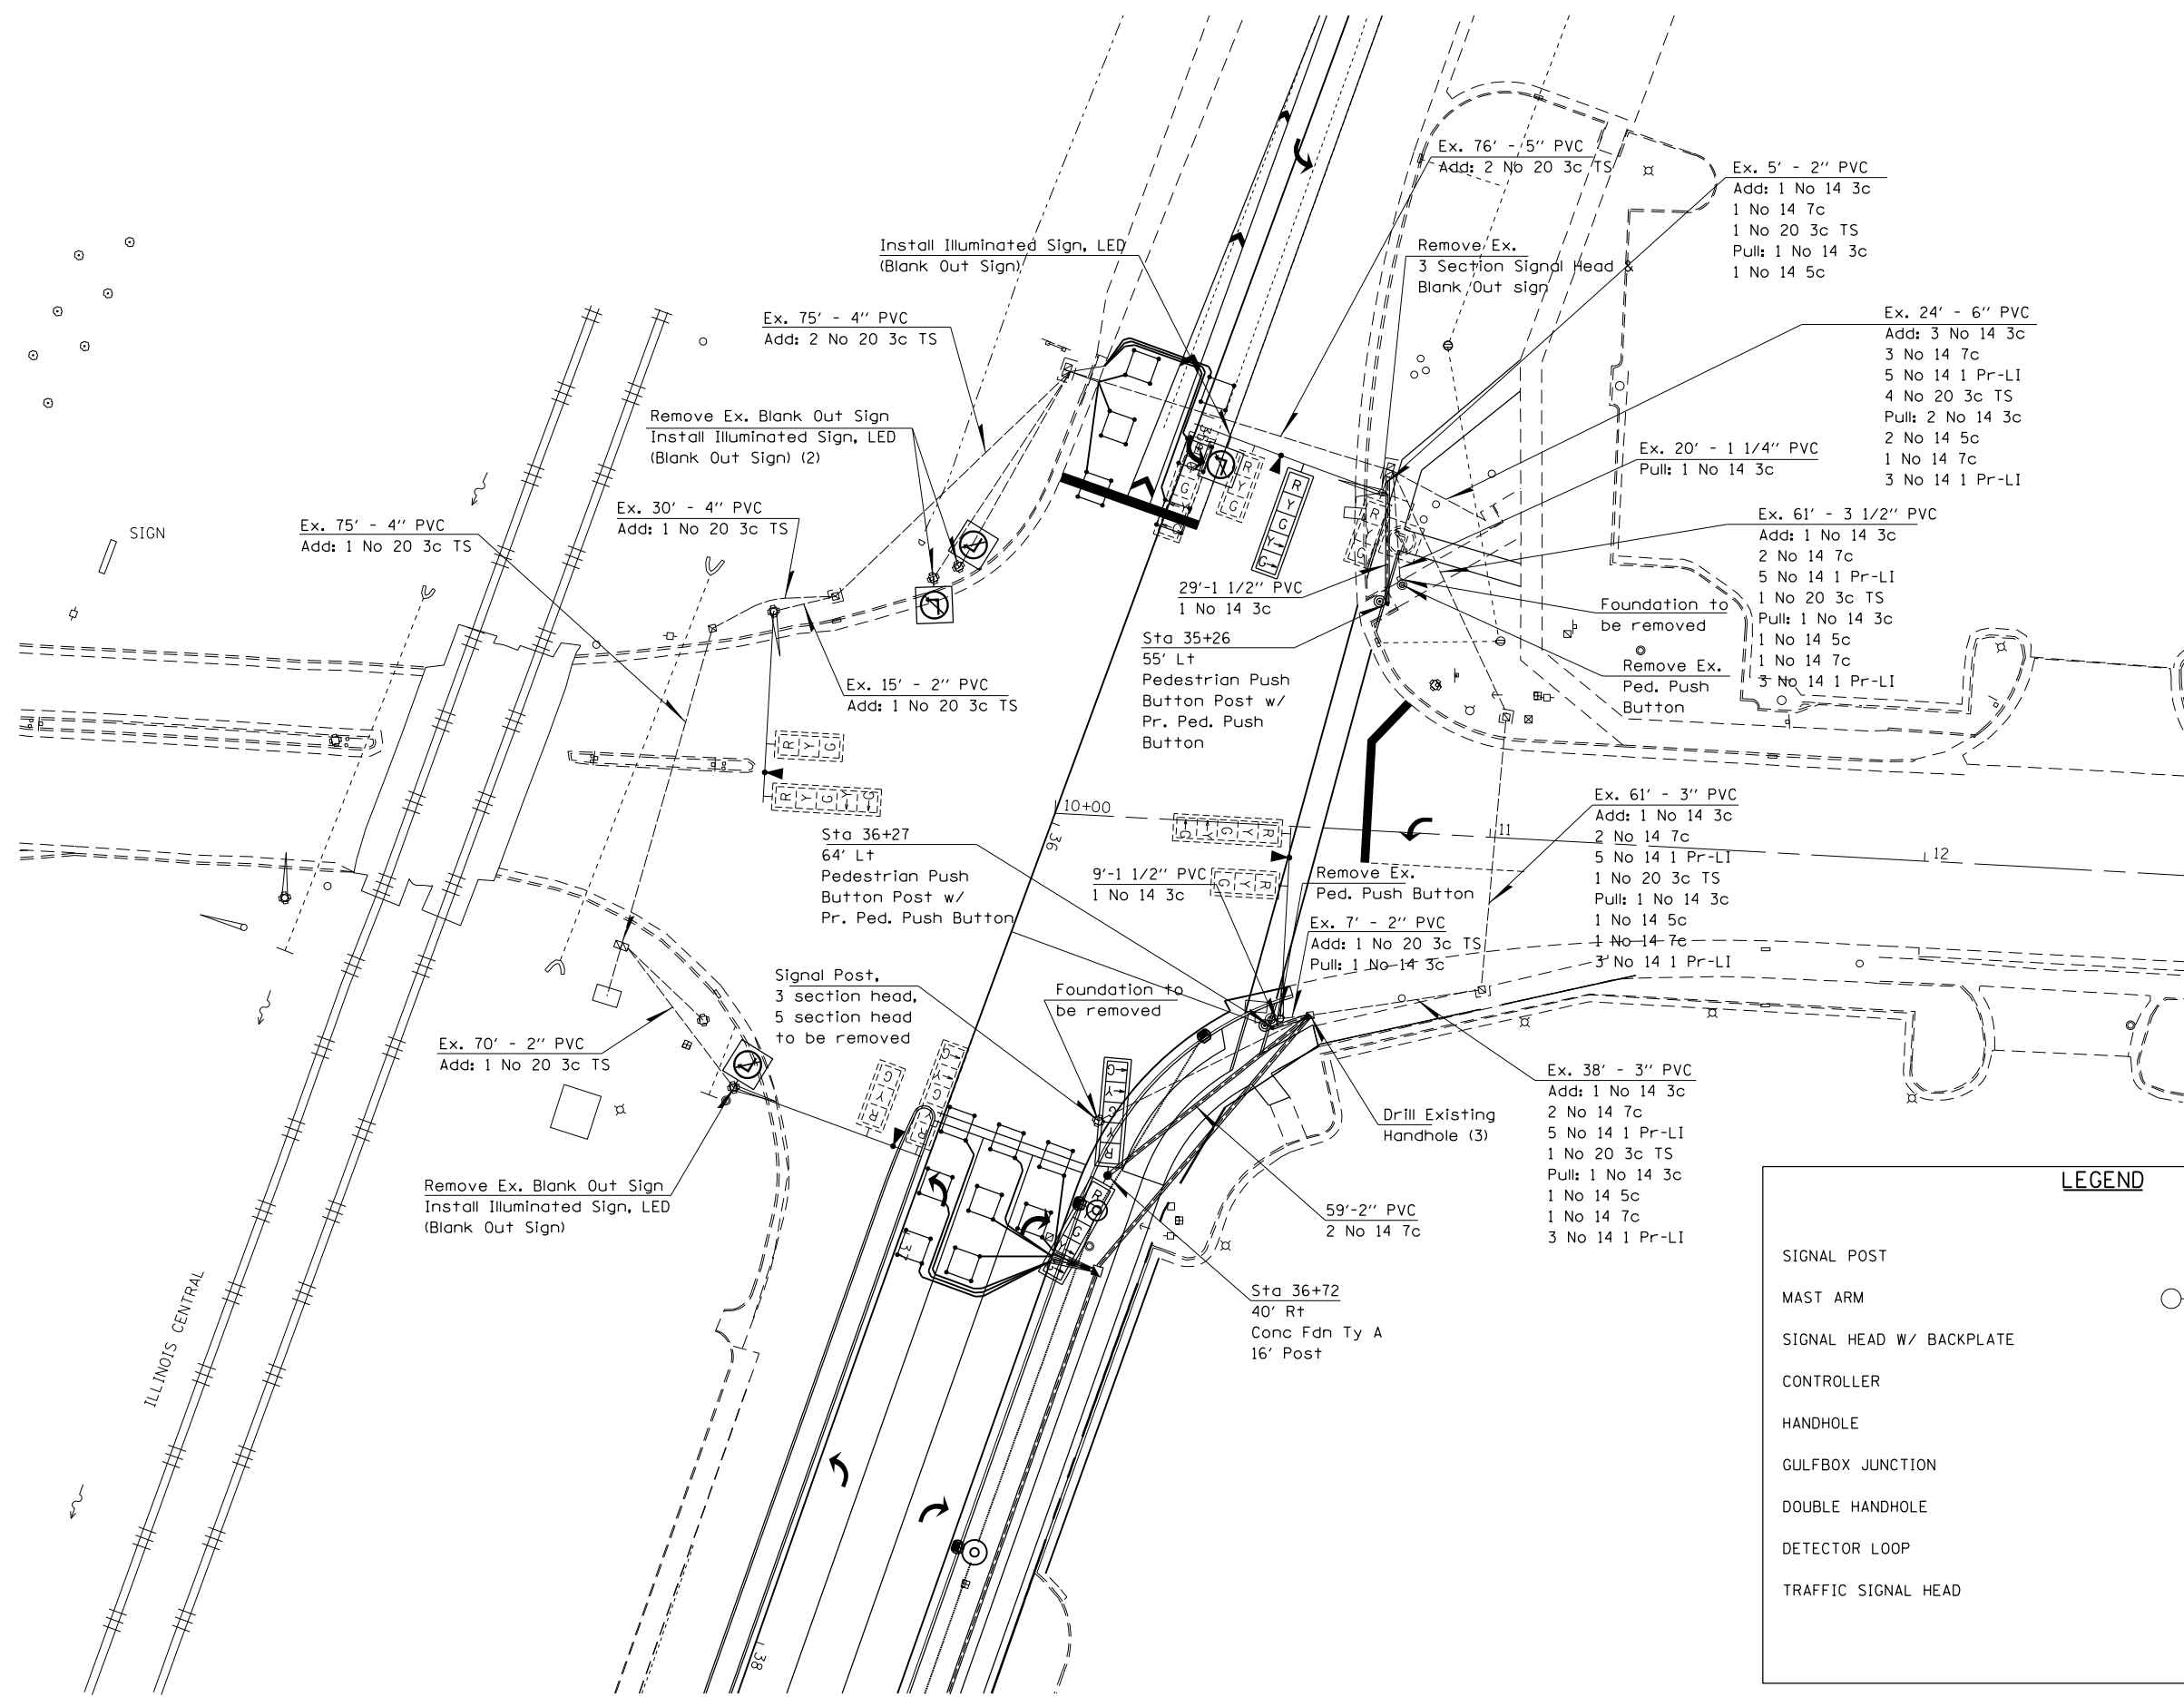 Ex. 76' - 5'' PVC
Add: 2 No 20 3c TS
Ex. 5' - 2'' PVC
Add: 1 No 14 3c
1 No 14 7c
1 No 20 3c TS
Pull: 1 No 14 3c
1 No 14 5c
Install Illuminated Sign, LED
(Blank Out Sign)
Remove Ex.
3 Section Signal Head &
Blank Out sign
Ex. 24' - 6'' PVC
Add: 3 No 14 3c
3 No 14 7c
5 No 14 1 Pr-LI
4 No 20 3c TS
Pull: 2 No 14 3c
2 No 14 5c
1 No 14 7c
3 No 14 1 Pr-LI
Ex. 75' - 4'' PVC
Add: 2 No 20 3c TS
Remove Ex. Blank Out Sign
Install Illuminated Sign, LED
(Blank Out Sign) (2)
Ex. 20' - 1 1/4'' PVC
Pull: 1 No 14 3c
Ex. 30' - 4'' PVC
Add: 1 No 20 3c TS
Ex. 75' - 4'' PVC
Add: 1 No 20 3c TS
SIGN
Ex. 61' - 3 1/2'' PVC
Add: 1 No 14 3c
2 No 14 7c
5 No 14 1 Pr-LI
1 No 20 3c TS
Pull: 1 No 14 3c
1 No 14 5c
1 No 14 7c
3 No 14 1 Pr-LI
29'-1 1/2'' PVC
1 No 14 3c
Foundation to
be removed
Sta 35+26
55' Lt
Pedestrian Push
Button Post w/
Pr. Ped. Push
Button
Remove Ex.
Ped. Push
Button
Ex. 15' - 2'' PVC
Add: 1 No 20 3c TS
R Y G
R Y G Y G
R Y G Y G
R Y G
10+00
36
11
12
Sta 36+27
64' Lt
Pedestrian Push
Button Post w/
Pr. Ped. Push Button
9'-1 1/2'' PVC
1 No 14 3c
Remove Ex.
Ped. Push Button
Ex. 61' - 3'' PVC
Add: 1 No 14 3c
2 No 14 7c
5 No 14 1 Pr-LI
1 No 20 3c TS
Pull: 1 No 14 3c
1 No 14 5c
1 No 14 7c
3 No 14 1 Pr-LI
Ex. 7' - 2'' PVC
Add: 1 No 20 3c TS
Pull: 1 No 14 3c
Signal Post,
3 section head,
5 section head
to be removed
Foundation to
be removed
Ex. 70' - 2'' PVC
Add: 1 No 20 3c TS
Ex. 38' - 3'' PVC
Add: 1 No 14 3c
2 No 14 7c
5 No 14 1 Pr-LI
1 No 20 3c TS
Pull: 1 No 14 3c
1 No 14 5c
1 No 14 7c
3 No 14 1 Pr-LI
Drill Existing
Handhole (3)
Remove Ex. Blank Out Sign
Install Illuminated Sign, LED
(Blank Out Sign)
59'-2'' PVC
2 No 14 7c
Sta 36+72
40' Rt
Conc Fdn Ty A
16' Post
ILLINOIS CENTRAL
38
LEGEND
SIGNAL POST
MAST ARM
SIGNAL HEAD W/ BACKPLATE
CONTROLLER
HANDHOLE
GULFBOX JUNCTION
DOUBLE HANDHOLE
DETECTOR LOOP
TRAFFIC SIGNAL HEAD